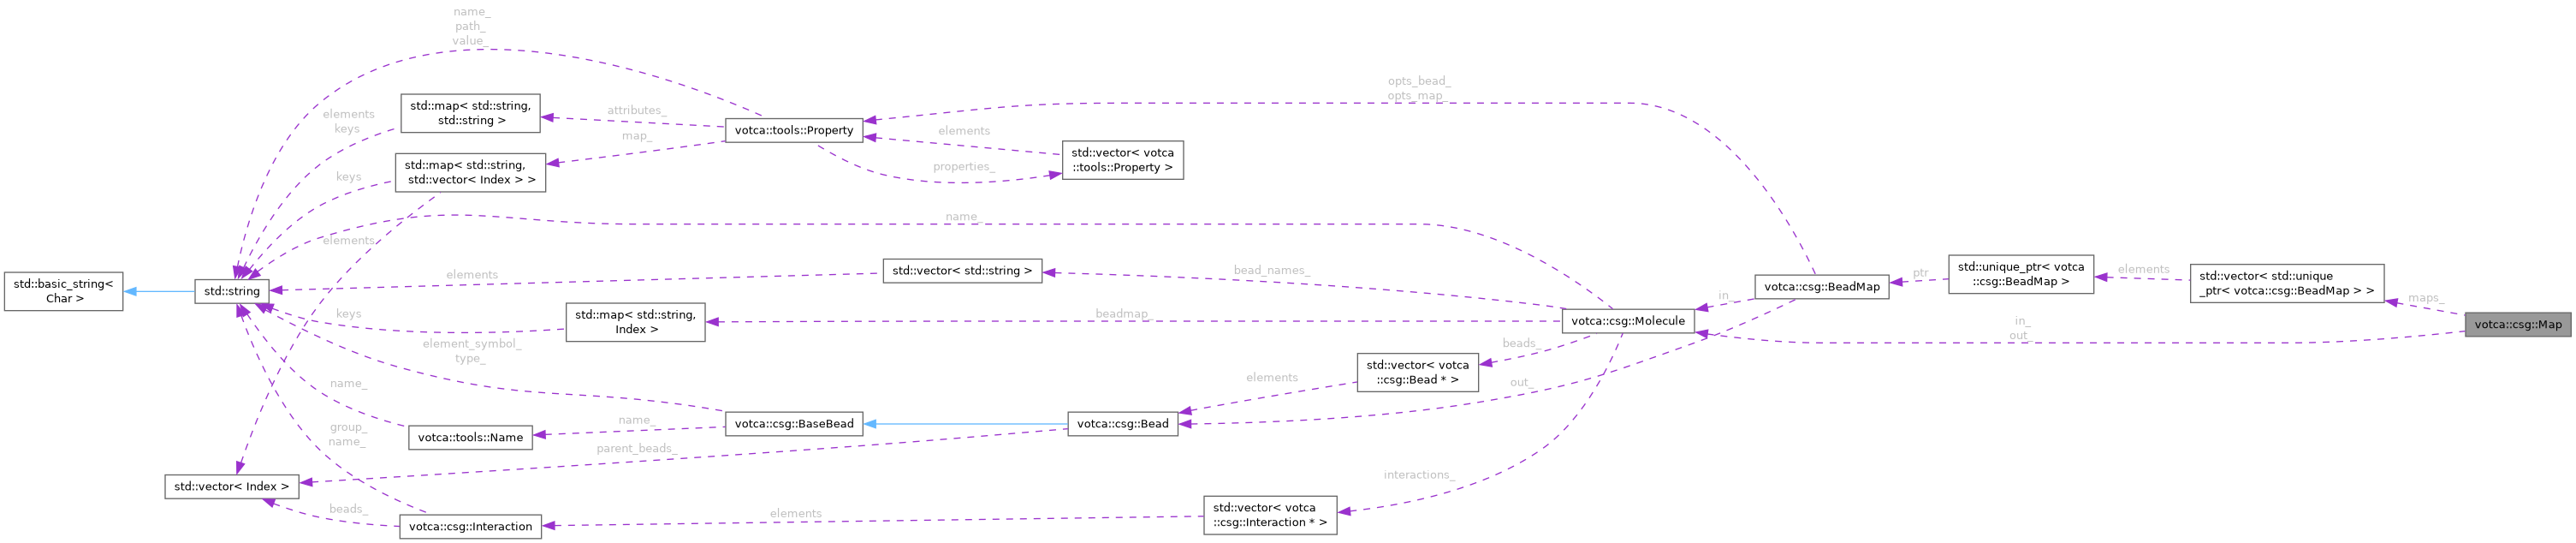 name_
path_
value_
opts_bead_
opts_map_
std::map< std::string,
std::string >
attributes_
elements
keys
votca::tools::Property
elements
map_
std::vector< votca
::tools::Property >
std::map< std::string,
std::vector< Index > >
keys
properties_
name_
elements
std::basic_string<
Char >
std::string
elements
std::vector< std::string >
bead_names_
votca::csg::BeadMap
ptr
std::unique_ptr< votca
::csg::BeadMap >
elements
std::vector< std::unique
_ptr< votca::csg::BeadMap > >
maps_
in_
keys
std::map< std::string,
Index >
beadmap_
votca::csg::Molecule
in_
out_
votca::csg::Map
element_symbol_
type_
beads_
std::vector< votca
::csg::Bead * >
elements
out_
name_
votca::tools::Name
name_
votca::csg::BaseBead
votca::csg::Bead
group_
name_
parent_beads_
std::vector< Index >
interactions_
beads_
votca::csg::Interaction
elements
std::vector< votca
::csg::Interaction * >